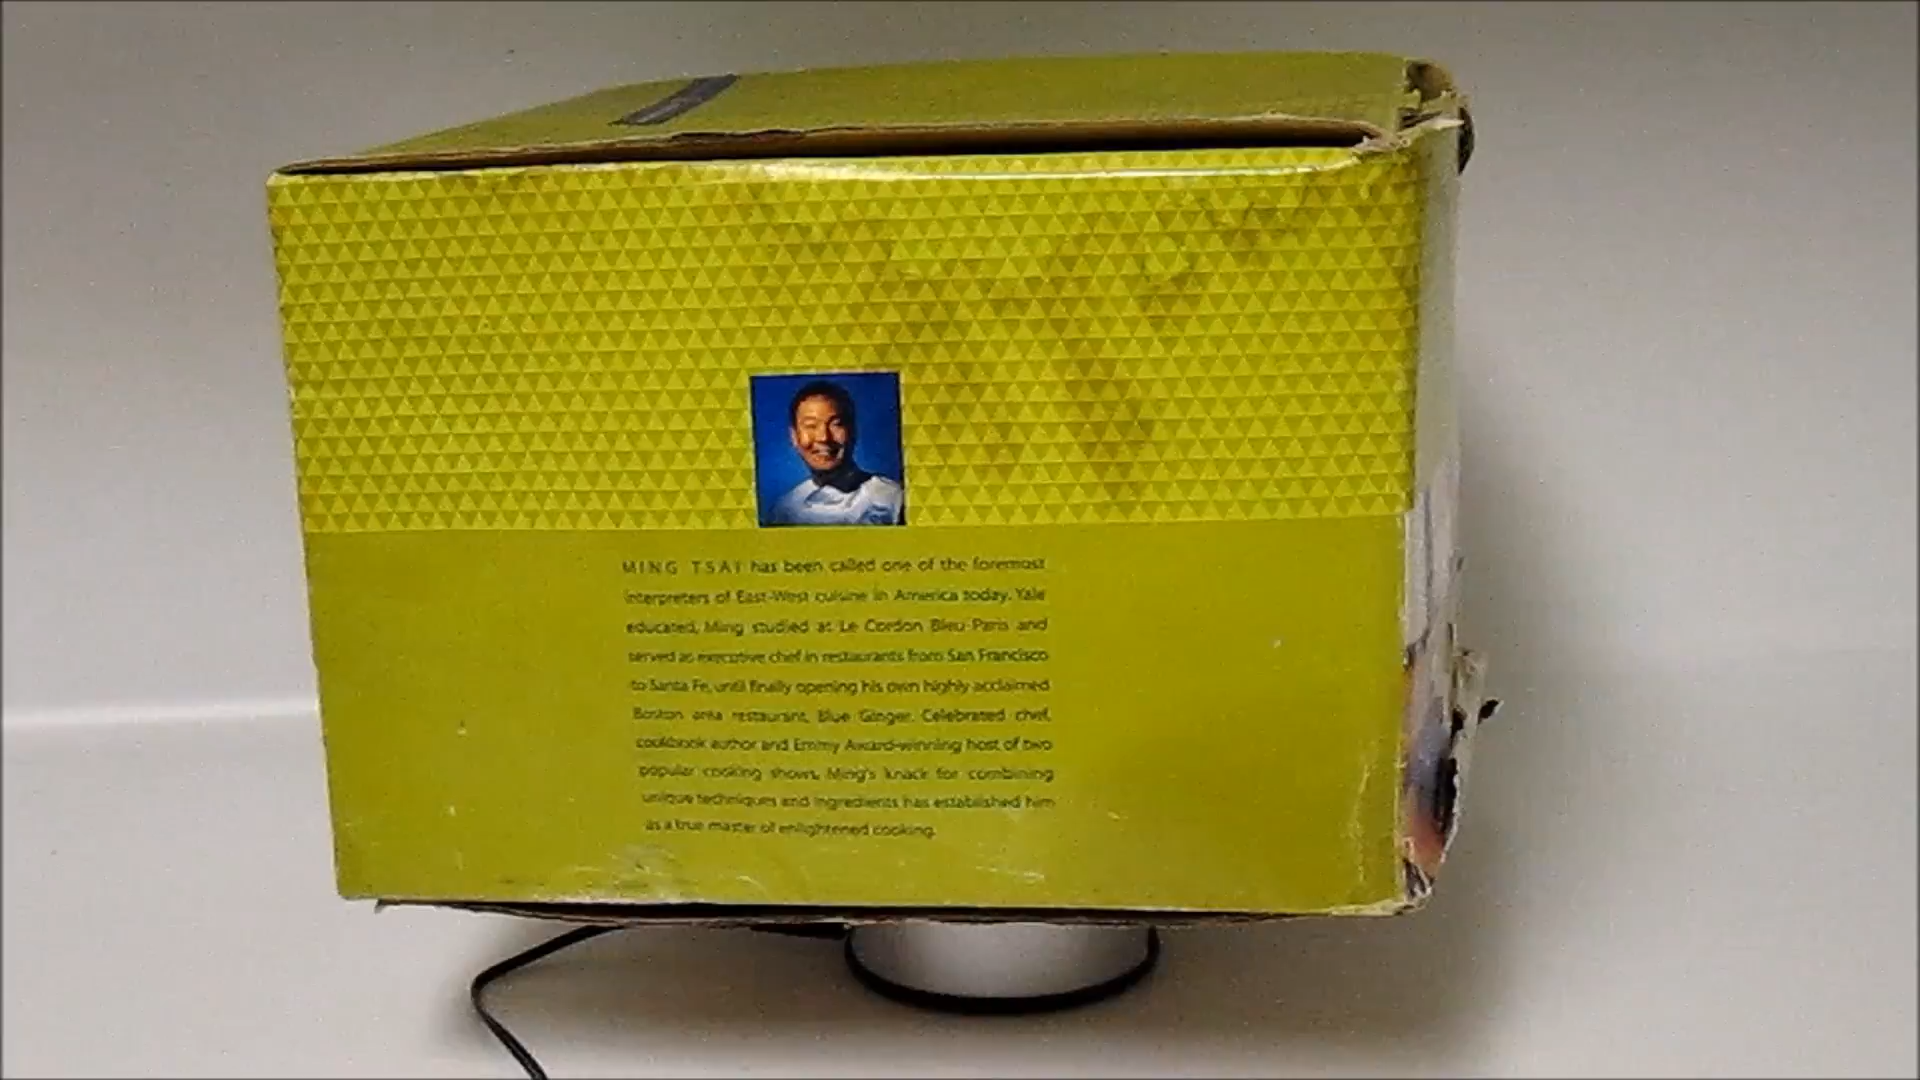 MING TSAI has been called one of the foremost
interpreters of East-West cuisine in America today. Yale
educated, Ming studied at Le Cordon Bleu Paris and
served as executive chef in restaurants from San Francisco
to Santa Fe, until finally opening his own highly acclaimed
Boston area restaurant, Blue Ginger. Celebrated chef,
cookbook author and Emmy Award-winning host of two
popular cooking shows, Ming's knack for combining
unique techniques and ingredients has established him
as a true master of enlightened cooking.